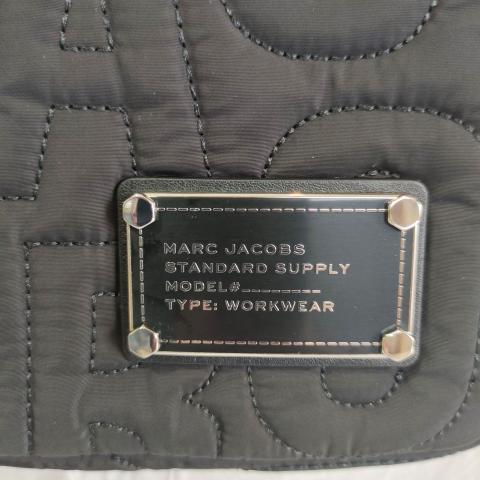 MARC JACOBS
STANDARD SUPPLY
MODEL#________
TYPE: WORKWEAR